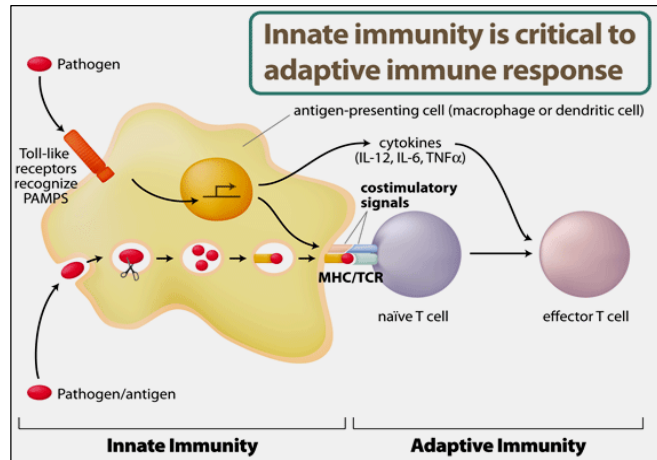 Innate immunity is critical to
adaptive immune response
Pathogen
antigen-presenting cell (macrophage or dendritic cell)
Toll-like
receptors
recognize
PAMPS
cytokines
(IL-12, IL-6, TNFα)
costimulatory
signals
MHC/TCR
naïve T cell
effector T cell
Pathogen/antigen
Innate Immunity
Adaptive Immunity